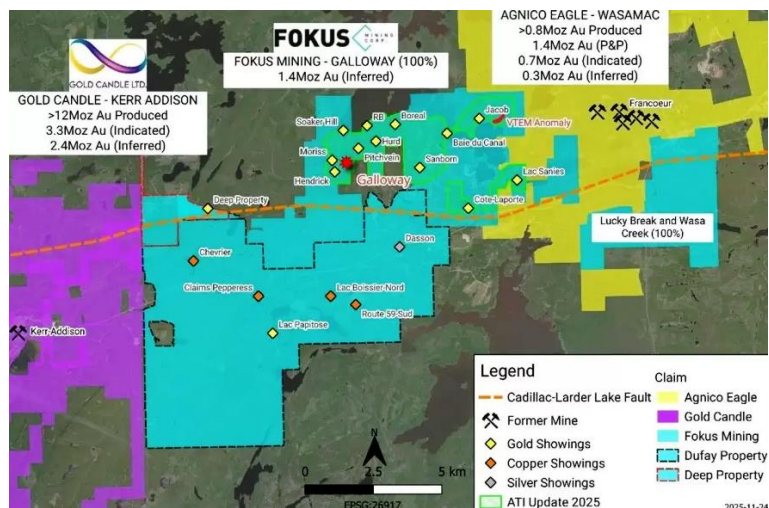 GOLD CANDLE LTD.
GOLD CANDLE - KERR ADDISON
>12Moz Au Produced
3.3Moz Au (Indicated)
2.4Moz Au (Inferred)
FOKUS MINING CORP.
FOKUS MINING - GALLOWAY (100%)
1.4Moz Au (Inferred)
AGNICO EAGLE - WASAMAC
>0.8Moz Au Produced
1.4Moz Au (P&P)
0.7Moz Au (Indicated)
0.3Moz Au (Inferred)
Soaker Hill
RB
Boreal
Jacob
VTEM Anomaly
Francoeur
Hurd
Baie du Canal
Moriss
Pitchvein
Sanborn
Hendrick
Galloway
Lac Sanies
Deep Property
Cote-Laporte
Lucky Break and Wasa
Creek (100%)
Chevrier
Dasson
Claims Pepperess
Lac Boissier-Nord
Route 59-Sud
Kerr-Addison
Lac Papitose
Legend
Cadillac-Larder Lake Fault
Former Mine
Gold Showings
Copper Showings
Silver Showings
ATI Update 2025
Claim
Agnico Eagle
Gold Candle
Fokus Mining
Dufay Property
Deep Property
N
0 2.5 5 km
EPSG:26917
2025-11-24